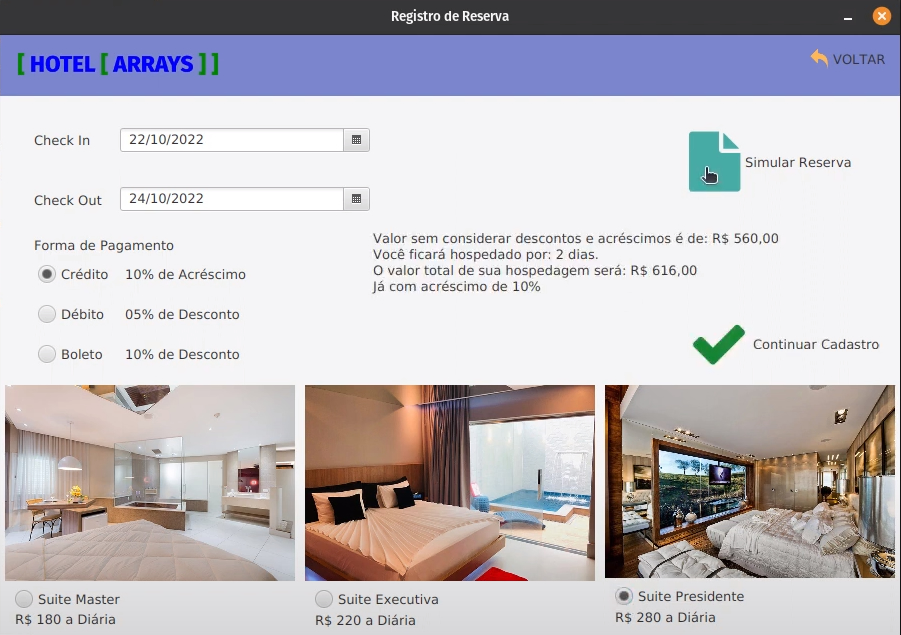 Registro de Reserva
[ HOTEL [ ARRAYS ] ]
VOLTAR
Check In 22/10/2022
Simular Reserva
Check Out 24/10/2022
Forma de Pagamento
Crédito 10% de Acréscimo
Débito 05% de Desconto
Boleto 10% de Desconto
Valor sem considerar descontos e acréscimos é de: R$ 560,00
Você ficará hospedado por: 2 dias.
O valor total de sua hospedagem será: R$ 616,00
Já com acréscimo de 10%
Continuar Cadastro
Suite Master
R$ 180 a Diária
Suite Executiva
R$ 220 a Diária
Suite Presidente
R$ 280 a Diária